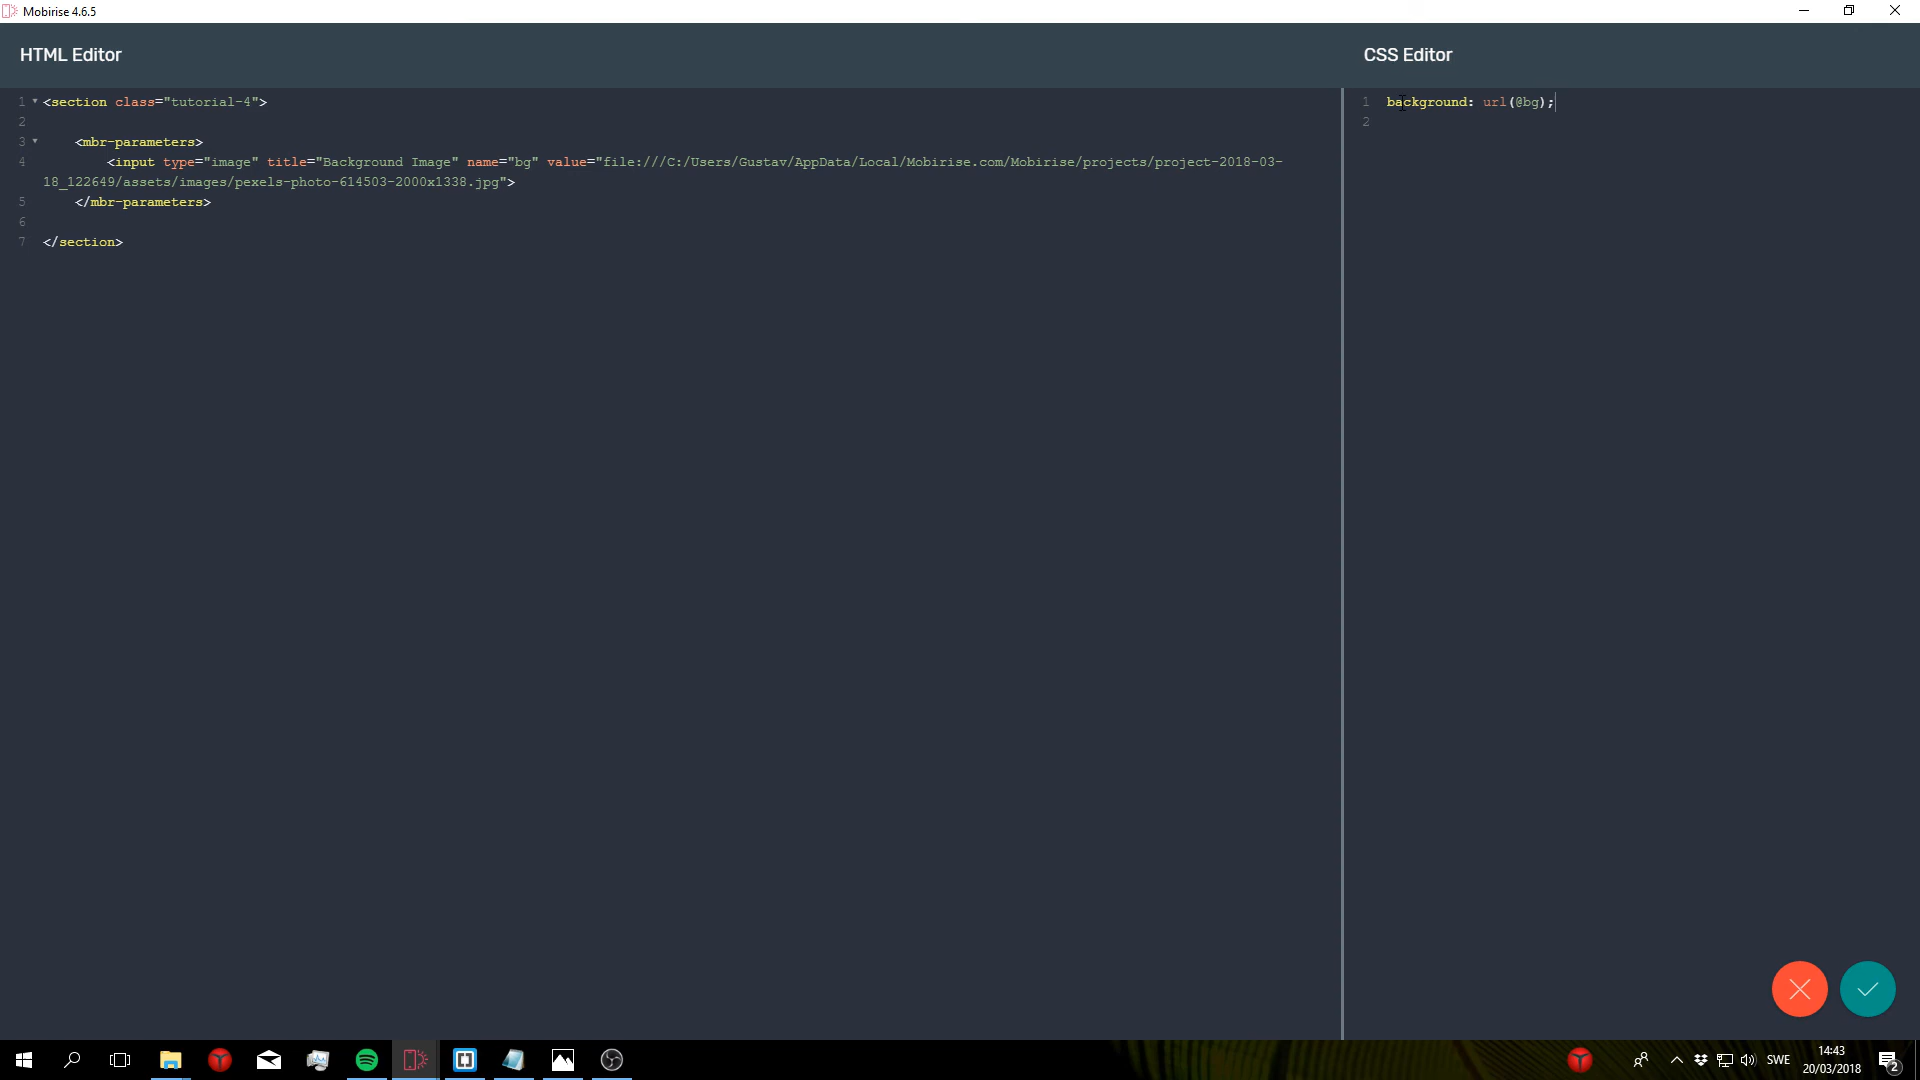 Mobirise 4.6.5
HTML Editor
CSS Editor
1 <section class="tutorial-4">
2
3 <mbr-parameters>
4 <input type="image" title="Background Image" name="bg" value="file:///C:/Users/Gustav/AppData/Local/Mobirise.com/Mobirise/projects/project-2018-03-
18_122649/assets/images/pexels-photo-614503-2000x1338.jpg">
5 </mbr-parameters>
6
7 </section>
1 background: url(@bg);
2
SWE
14:43
20/03/2018
2